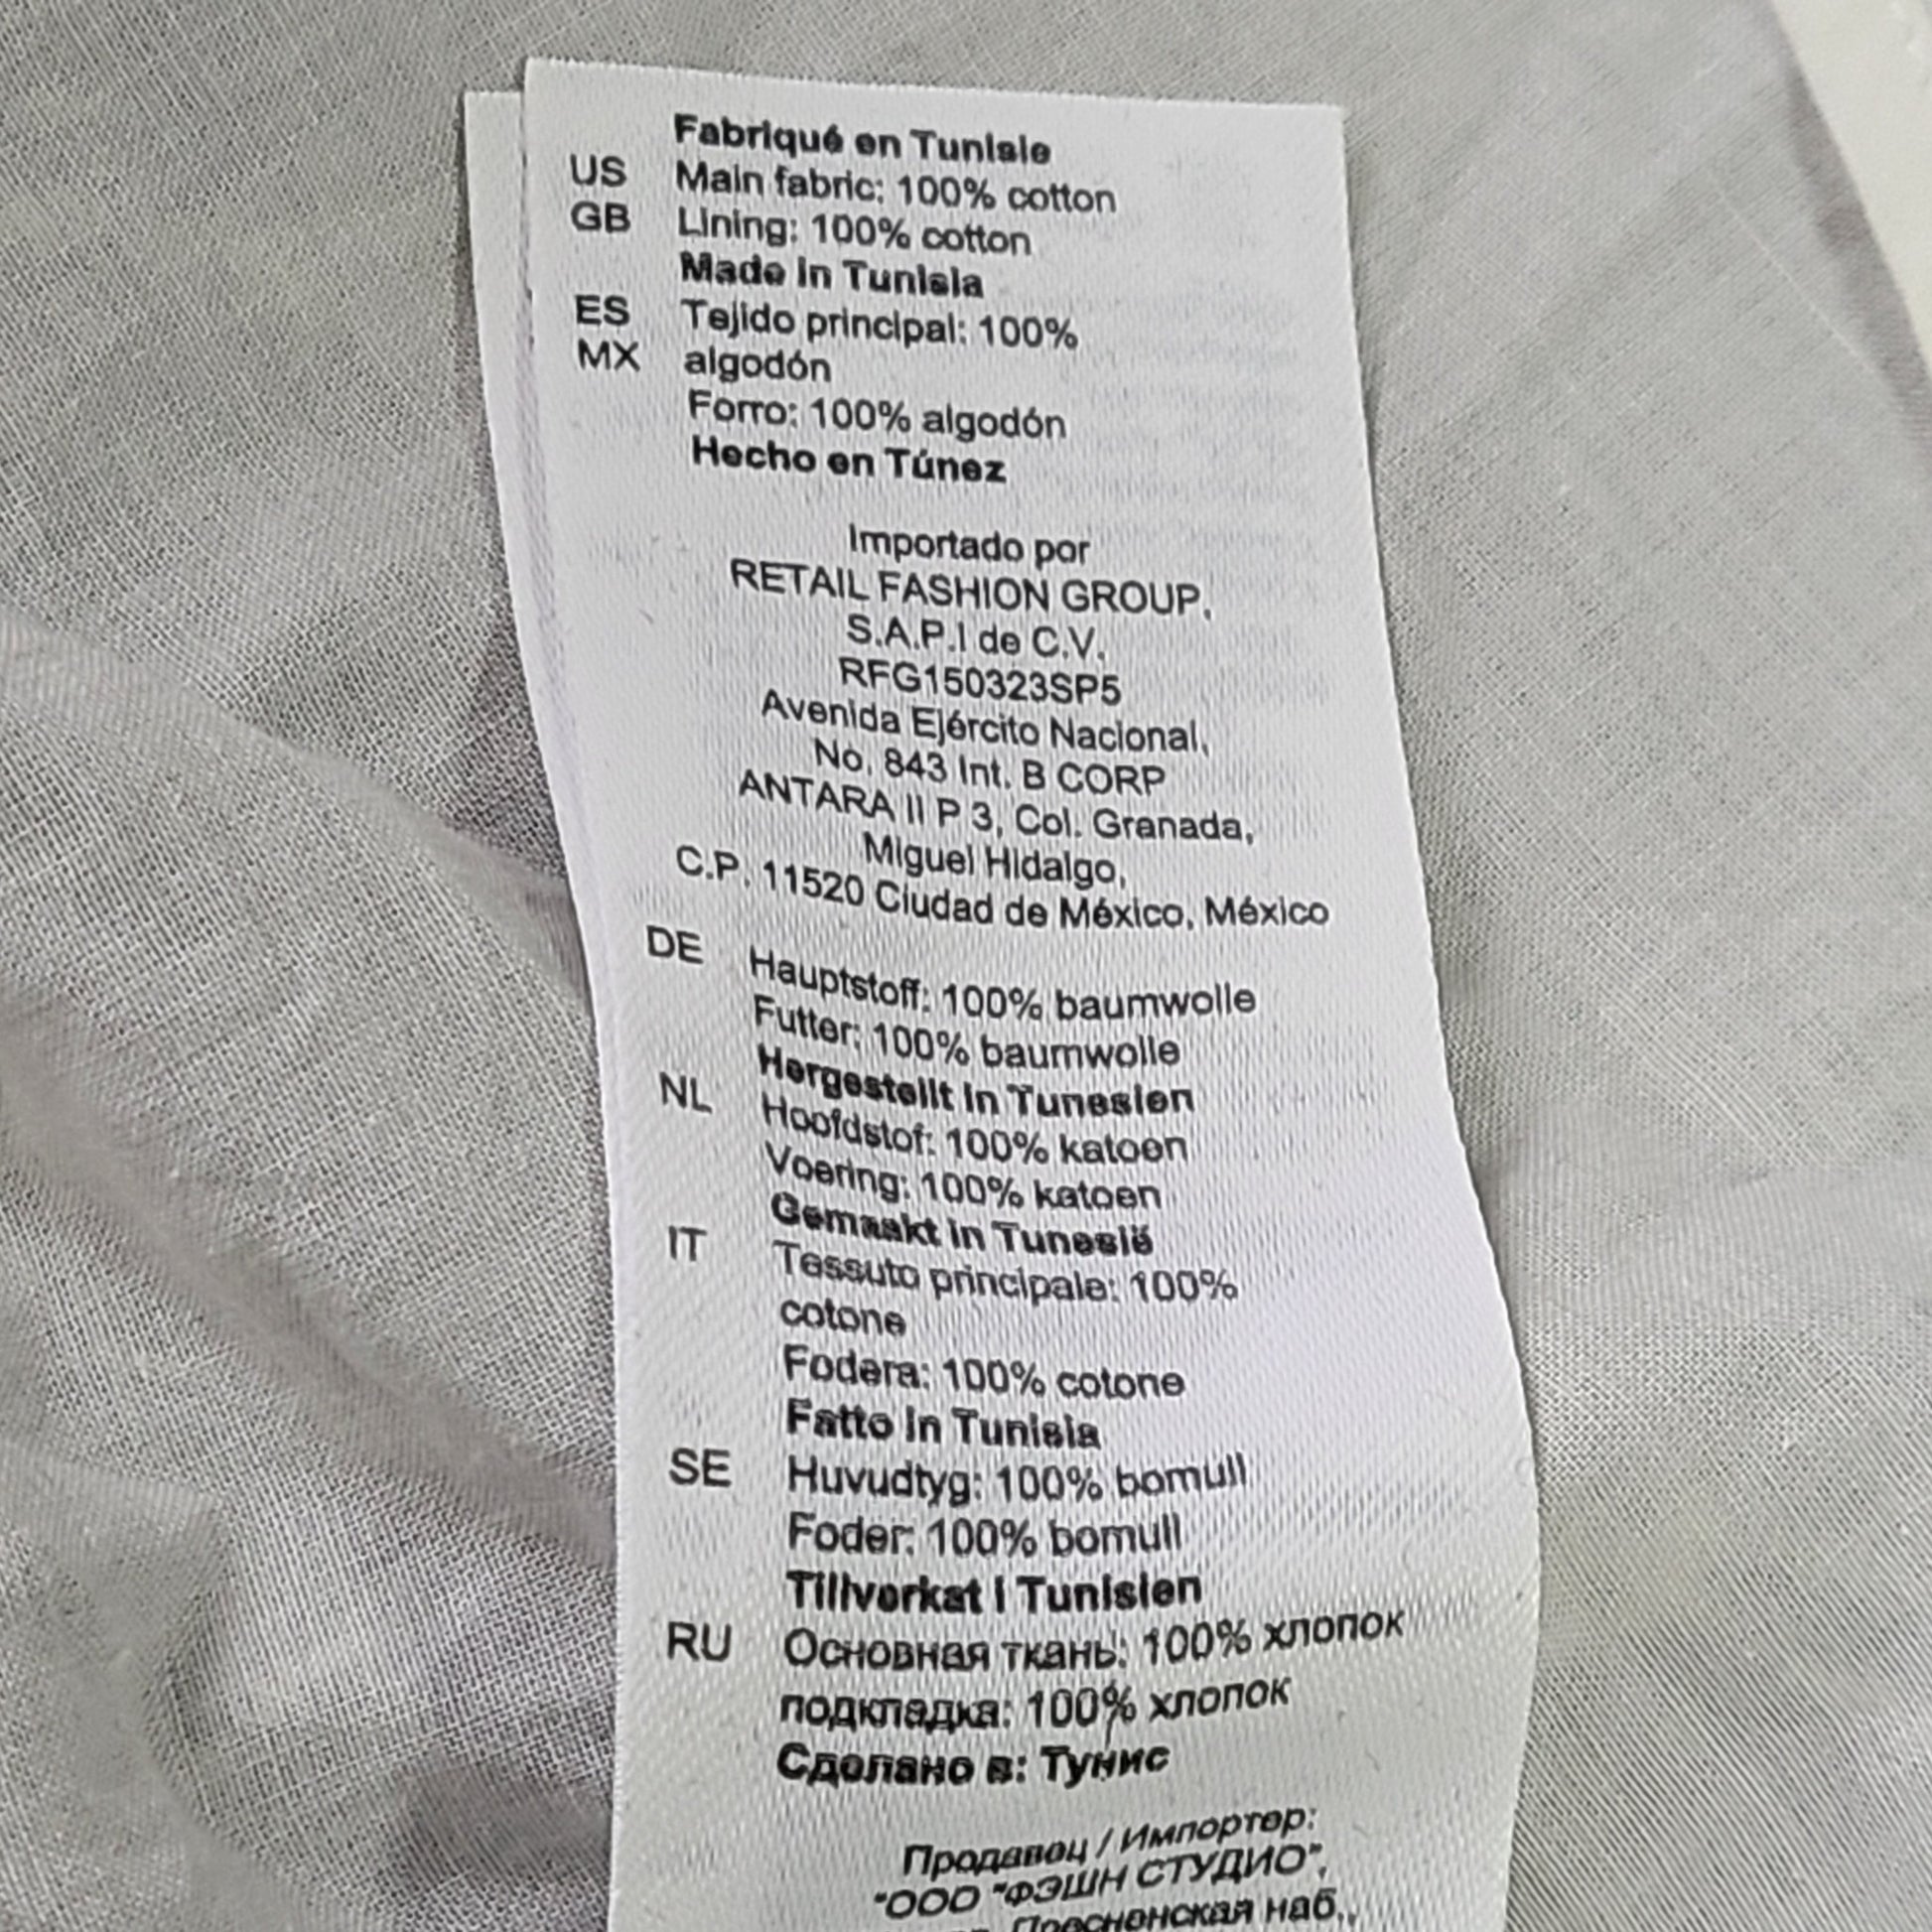 Fabriqué en Tunisie
US Main fabric: 100% cotton
GB Lining: 100% cotton
Made in Tunisia
ES Tejido principal: 100%
MX algodón
Forro: 100% algodón
Hecho en Túnez
Importado por
RETAIL FASHION GROUP,
S.A.P.I de C.V.
RFG150323SP5
Avenida Ejército Nacional,
No. 843 Int. B CORP
ANTARA II P 3, Col. Granada,
Miguel Hidalgo,
C.P. 11520 Ciudad de México, México
DE Hauptstoff: 100% baumwolle
Futter: 100% baumwolle
Hergestellt in Tunesien
NL Hoofdstof: 100% katoen
Voering: 100% katoen
Gemaakt in Tunesië
IT Tessuto principale: 100%
cotone
Fodera: 100% cotone
Fatto in Tunisia
SE Huvudtyg: 100% bomull
Foder: 100% bomull
Tillverkat i Tunisien
RU Основная ткань: 100% хлопок
подкладка: 100% хлопок
Сделано в: Тунис
Продавец / Импортер:
"ООО "ФЭШН СТУДИО",
Пресненская наб.,